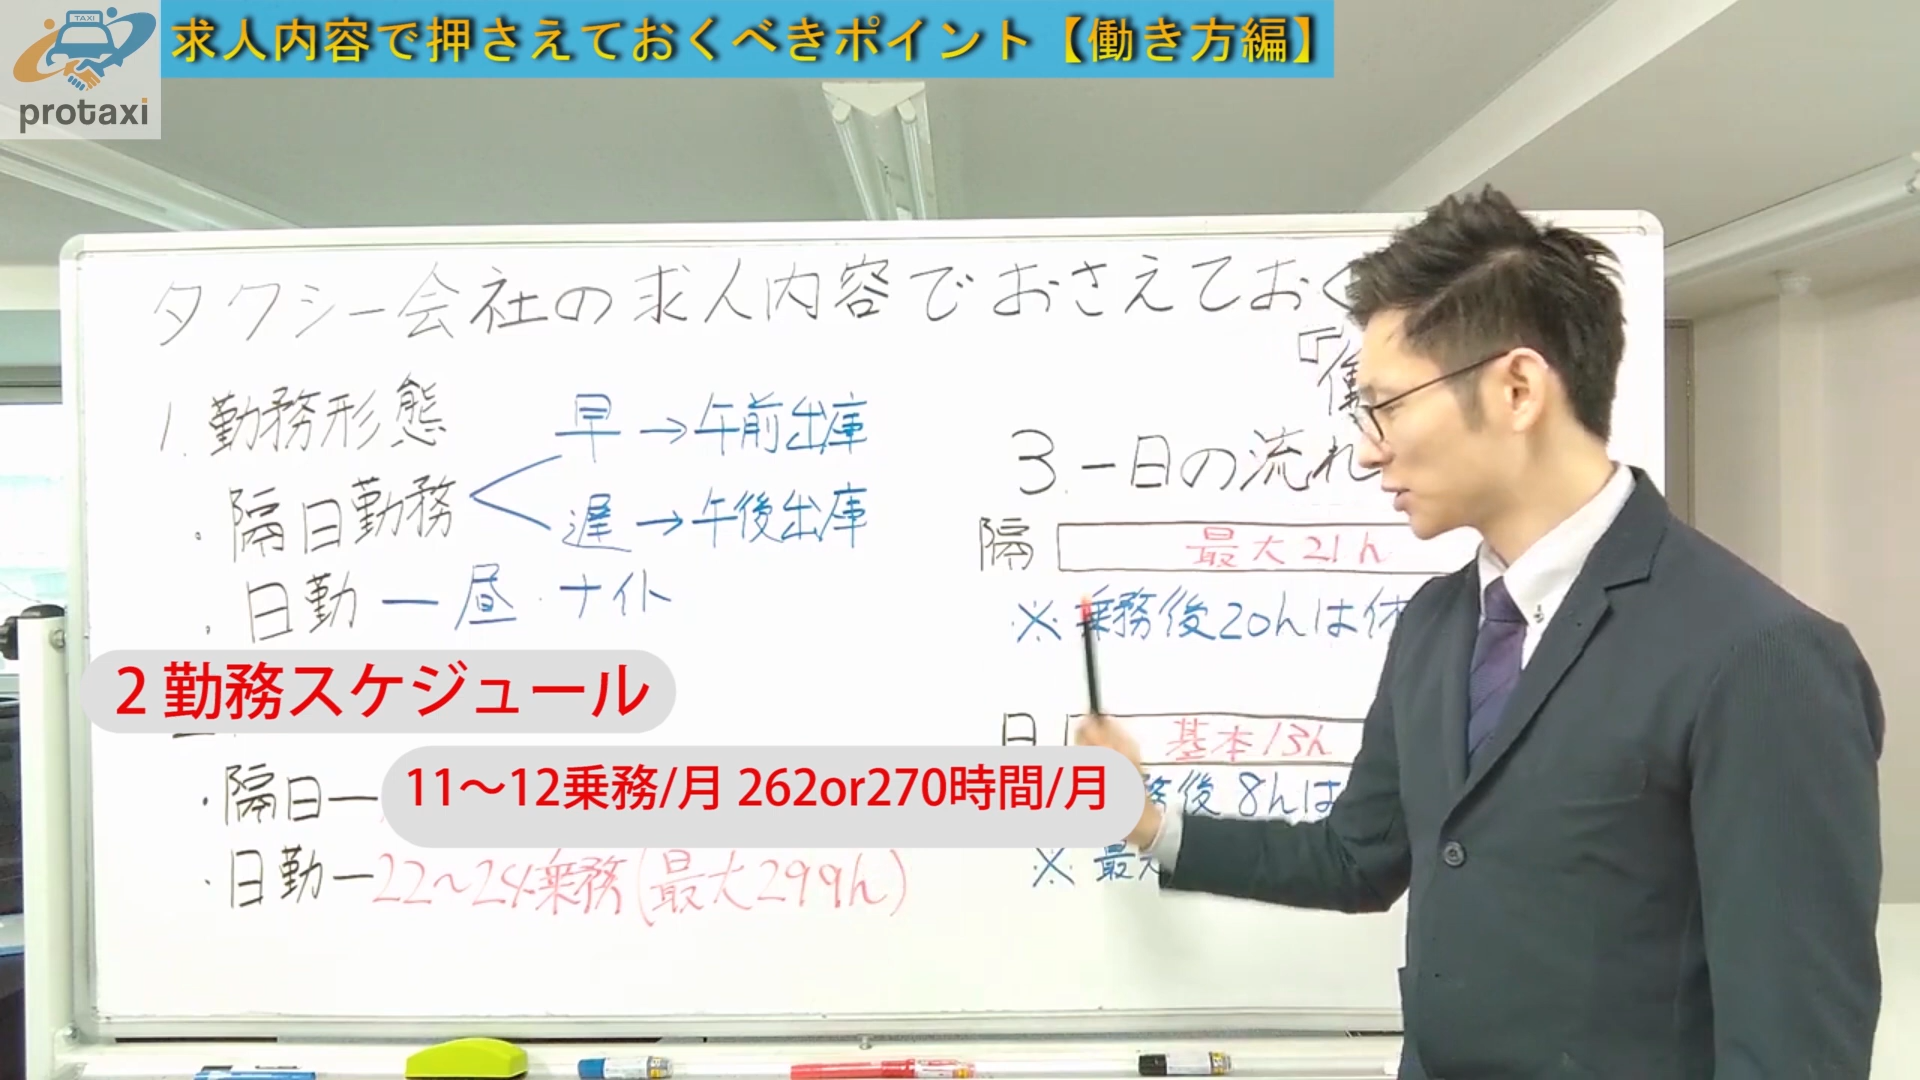 TAXI
protaxi
求人内容で押さえておくべきポイント【働き方編】
タクシー会社の求人内容でおさえておく
『働
1. 勤務形態
・隔日勤務
早→午前出庫
遅→午後出庫
・日勤ー昼・ナイト
2 勤務スケジュール
・隔日ー
11～12乗務/月 262or270時間/月
・日勤ー22～24乗務(最大299h)
3. 一日の流れ
隔 最大21h
※乗務後20hは休
日 基本13h
務後8hは
※最大